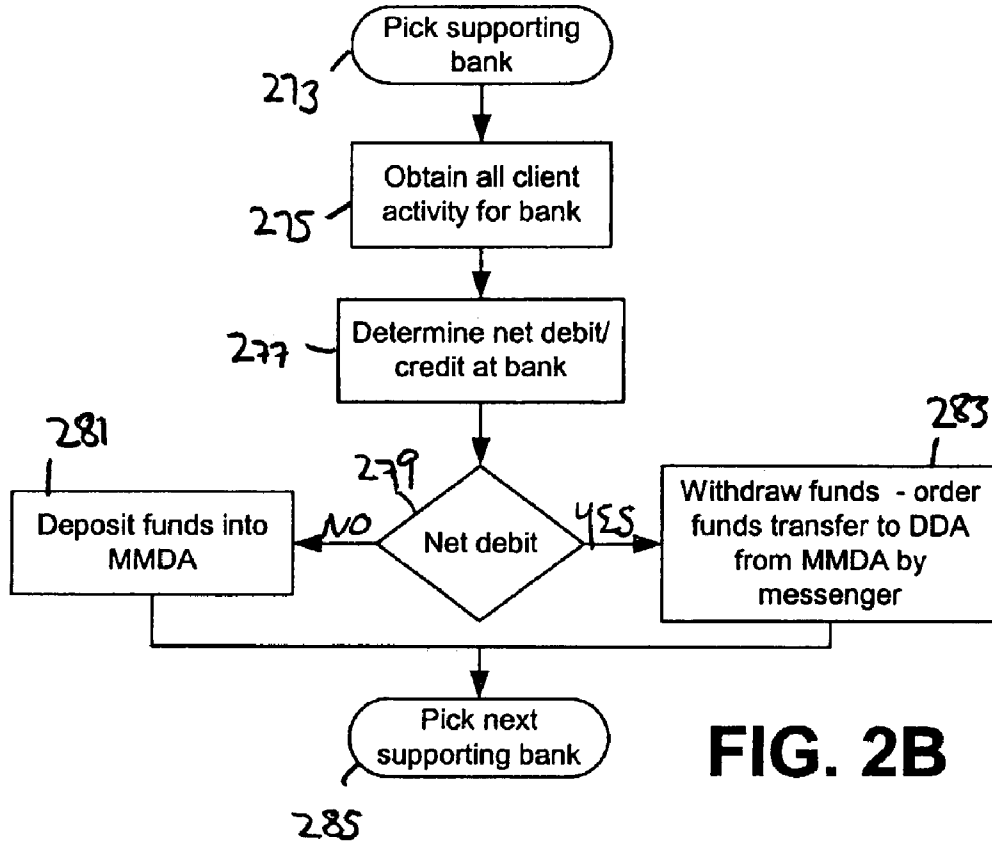 Pick supporting
bank
273
Obtain all client
activity for bank
275
Determine net debit/
credit at bank
277
279
Net debit
NO
YES
281
Deposit funds into
MMDA
283
Withdraw funds - order
funds transfer to DDA
from MMDA by
messenger
Pick next
supporting bank
285
FIG. 2B